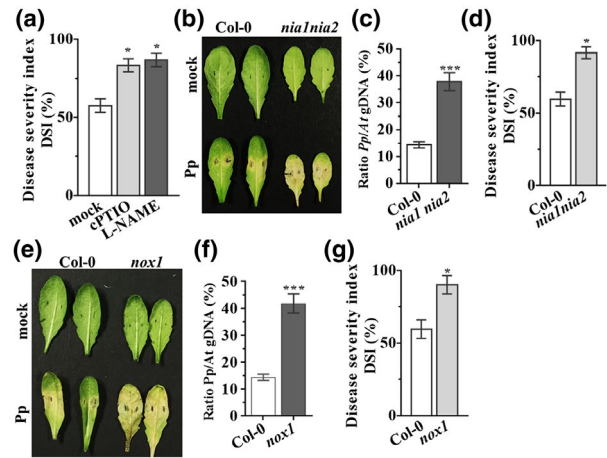 (a)
Disease severity index
DSI (%)
100
50
0
*
*
mock
cPTIO
L-NAME
(b)
Col-0 nia1nia2
mock
Pp
(c)
Ratio Pp/At gDNA (%)
50
40
30
20
10
0
***
Col-0
nia1 nia2
(d)
Disease severity index
DSI (%)
100
50
0
*
Col-0
nia1nia2
(e)
Col-0 nox1
mock
Pp
(f)
Ratio Pp/At gDNA (%)
50
40
30
20
10
0
***
Col-0
nox1
(g)
Disease severity index
DSI (%)
100
50
0
*
Col-0
nox1